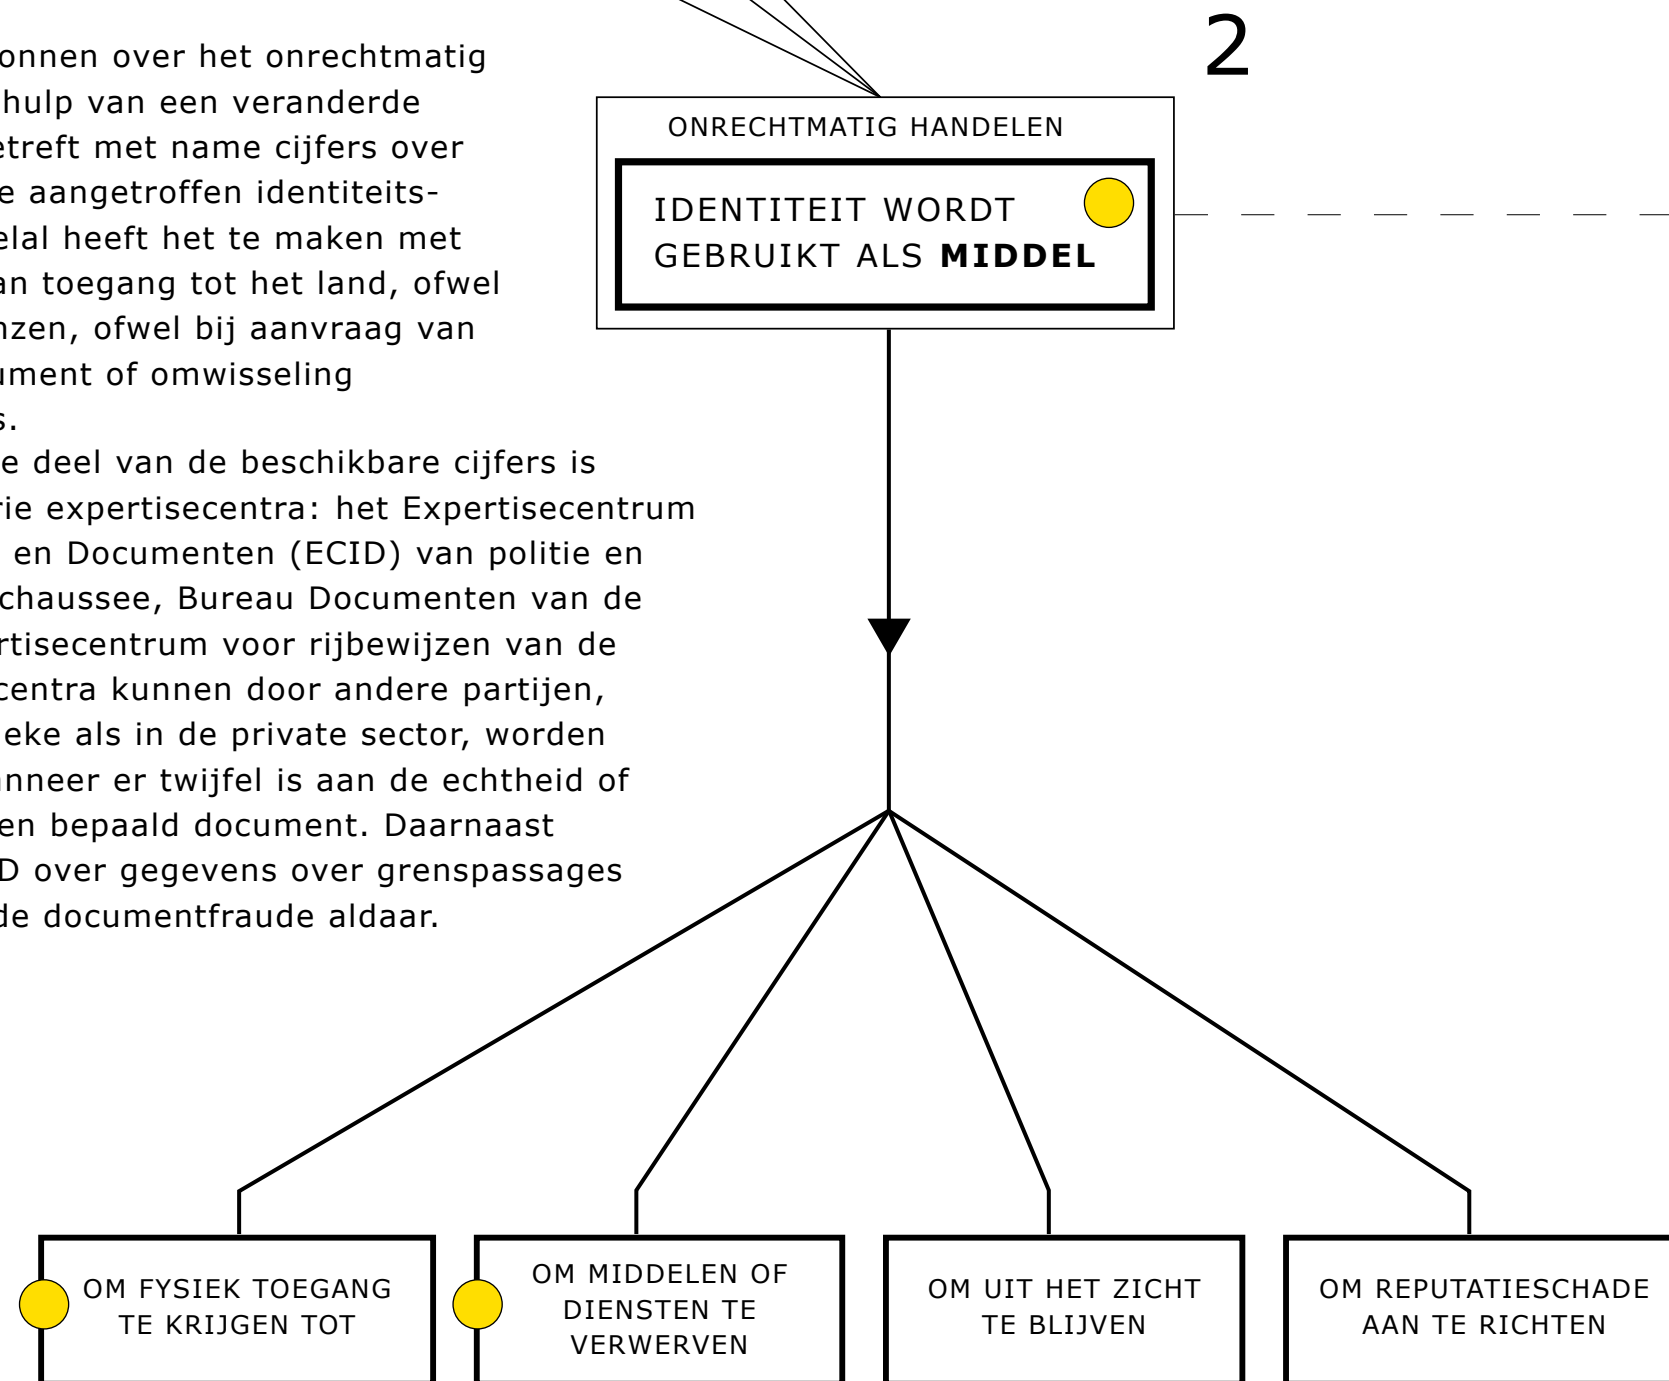 onnen over het onrechtmatig
hulp van een veranderde
etreft met name cijfers over
e aangetroffen identiteits-
elal heeft het te maken met
an toegang tot het land, ofwel
nzen, ofwel bij aanvraag van
ument of omwisseling
s.
e deel van de beschikbare cijfers is
rie expertisecentra: het Expertisecentrum
en Documenten (ECID) van politie en
chaussee, Bureau Documenten van de
rtisecentrum voor rijbewijzen van de
centra kunnen door andere partijen,
ieke als in de private sector, worden
nneer er twijfel is aan de echtheid of
en bepaald document. Daarnaast
D over gegevens over grenspassages
de documentfraude aldaar.
2
ONRECHTMATIG HANDELEN
IDENTITEIT WORDT
GEBRUIKT ALS MIDDEL
OM FYSIEK TOEGANG
TE KRIJGEN TOT
OM MIDDELEN OF
DIENSTEN TE
VERWERVEN
OM UIT HET ZICHT
TE BLIJVEN
OM REPUTATIESCHADE
AAN TE RICHTEN